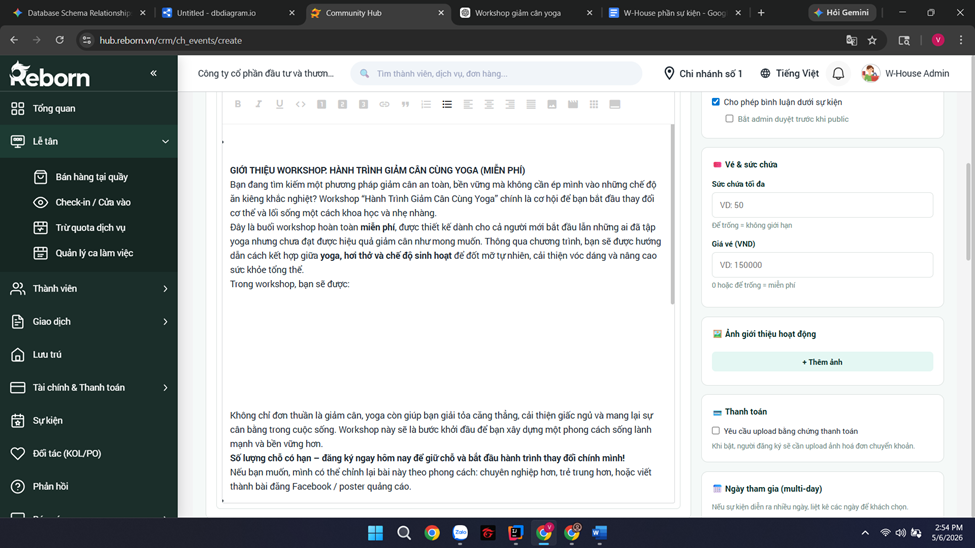 Database Schema Relationship
Untitled - dbdiagram.io
Community Hub
Workshop giảm cân yoga
W-House phần sự kiện - Goog
Hỏi Gemini
hub.reborn.vn/crm/ch_events/create
V
Reborn
Công ty cổ phần đầu tư và thươn...
Tìm thành viên, dịch vụ, đơn hàng...
Chi nhánh số 1
Tiếng Việt
W-House Admin
Tổng quan
Lễ tân
Bán hàng tại quầy
Check-in / Cửa vào
Trừ quota dịch vụ
Quản lý ca làm việc
Thành viên
Giao dịch
Lưu trú
Tài chính & Thanh toán
Sự kiện
Đối tác (KOL/PO)
Phản hồi
B I U
1 2 3
GIỚI THIỆU WORKSHOP: HÀNH TRÌNH GIẢM CÂN CÙNG YOGA (MIỄN PHÍ)
Bạn đang tìm kiếm một phương pháp giảm cân an toàn, bền vững mà không cần ép mình vào những chế độ
ăn kiêng khắc nghiệt? Workshop “Hành Trình Giảm Cân Cùng Yoga” chính là cơ hội để bạn bắt đầu thay đổi
cơ thể và lối sống một cách khoa học và nhẹ nhàng.
Đây là buổi workshop hoàn toàn miễn phí, được thiết kế dành cho cả người mới bắt đầu lẫn những ai đã tập
yoga nhưng chưa đạt được hiệu quả giảm cân như mong muốn. Thông qua chương trình, bạn sẽ được hướng
dẫn cách kết hợp giữa yoga, hơi thở và chế độ sinh hoạt để đốt mỡ tự nhiên, cải thiện vóc dáng và nâng cao
sức khỏe tổng thể.
Trong workshop, bạn sẽ được:
Không chỉ đơn thuần là giảm cân, yoga còn giúp bạn giải tỏa căng thẳng, cải thiện giấc ngủ và mang lại sự
cân bằng trong cuộc sống. Workshop này sẽ là bước khởi đầu để bạn xây dựng một phong cách sống lành
mạnh và bền vững hơn.
Số lượng chỗ có hạn – đăng ký ngay hôm nay để giữ chỗ và bắt đầu hành trình thay đổi chính mình!
Nếu bạn muốn, mình có thể chỉnh lại bài này theo phong cách: chuyên nghiệp hơn, trẻ trung hơn, hoặc viết
thành bài đăng Facebook / poster quảng cáo.
Cho phép bình luận dưới sự kiện
Bắt admin duyệt trước khi public
Vé & sức chứa
Sức chứa tối đa
VD: 50
Để trống = không giới hạn
Giá vé (VND)
VD: 150000
0 hoặc để trống = miễn phí
Ảnh giới thiệu hoạt động
+ Thêm ảnh
Thanh toán
Yêu cầu upload bằng chứng thanh toán
Khi bật, người đăng ký sẽ cần upload ảnh hoá đơn chuyển khoản.
Ngày tham gia (multi-day)
Nếu sự kiện diễn ra nhiều ngày, liệt kê các ngày để khách chọn.
Zalo
2:54 PM
5/6/2026